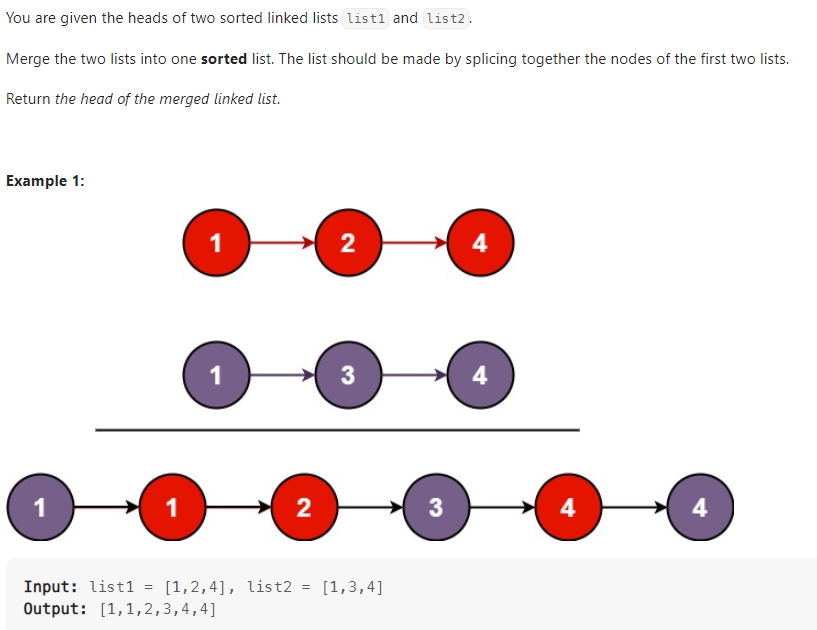 You are given the heads of two sorted linked lists list1 and list2.
Merge the two lists into one sorted list. The list should be made by splicing together the nodes of the first two lists.
Return the head of the merged linked list.
Example 1:
1 2 4
1 3 4
1 1 2 3 4 4
Input: list1 = [1,2,4], list2 = [1,3,4]
Output: [1,1,2,3,4,4]